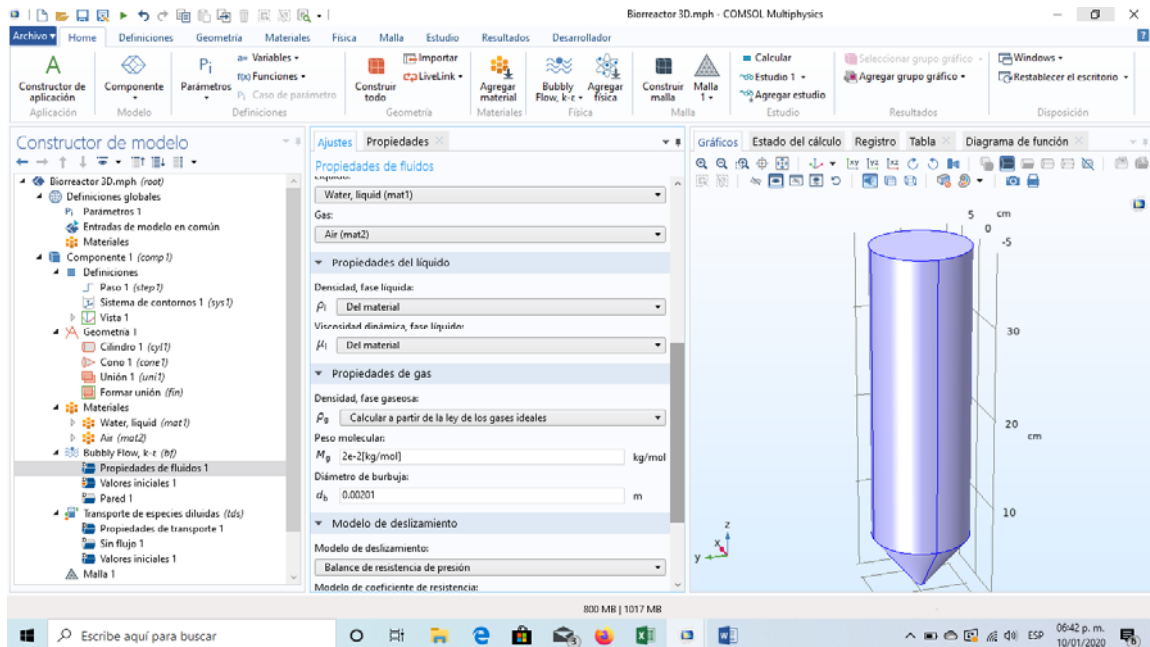 Biorreactor 3D.mph - COMSOL Multiphysics
Archivo Home Definiciones Geometría Materiales Física Malla Estudio Resultados Desarrollador
Constructor de aplicación
Aplicación
Componente
Modelo
Pi
Parámetros
a= Variables
f(x) Funciones
Pi Caso de parámetro
Definiciones
Construir todo
Importar
LiveLink
Geometría
Agregar material
Materiales
Bubbly Flow, k-ε
Agregar física
Física
Construir malla
Malla 1
Malla
= Calcular
Estudio 1
Agregar estudio
Estudio
Seleccionar grupo gráfico
Agregar grupo gráfico
Resultados
Windows
Restablecer el escritorio
Disposición
Constructor de modelo
Biorreactor 3D.mph (root)
Definiciones globales
Pi Parámetros 1
Entradas de modelo en común
Materiales
Componente 1 (comp1)
Definiciones
Paso 1 (step1)
Sistema de contornos 1 (sys1)
Vista 1
Geometría 1
Cilindro 1 (cyl1)
Cono 1 (cone1)
Unión 1 (uni1)
Formar unión (fin)
Materiales
Water, liquid (mat1)
Air (mat2)
Bubbly Flow, k-ε (bf)
Propiedades de fluidos 1
Valores iniciales 1
Pared 1
Transporte de especies diluidas (tds)
Propiedades de transporte 1
Sin flujo 1
Valores iniciales 1
Malla 1
Ajustes Propiedades
Propiedades de fluidos
Water, liquid (mat1)
Gas:
Air (mat2)
Propiedades del líquido
Densidad, fase líquida:
ρl Del material
Viscosidad dinámica, fase líquido:
μl Del material
Propiedades de gas
Densidad, fase gaseosa:
ρg Calcular a partir de la ley de los gases ideales
Peso molecular:
Mg 2e-2[kg/mol] kg/mol
Diámetro de burbuja:
db 0.00201 m
Modelo de deslizamiento
Modelo de deslizamiento:
Balance de resistencia de presión
Modelo de coeficiente de resistencia:
Gráficos Estado del cálculo Registro Tabla Diagrama de función
5 cm
0
-5
30
20
cm
10
z
x
y
800 MB | 1017 MB
Escribe aquí para buscar
ESP
06:42 p. m.
10/01/2020